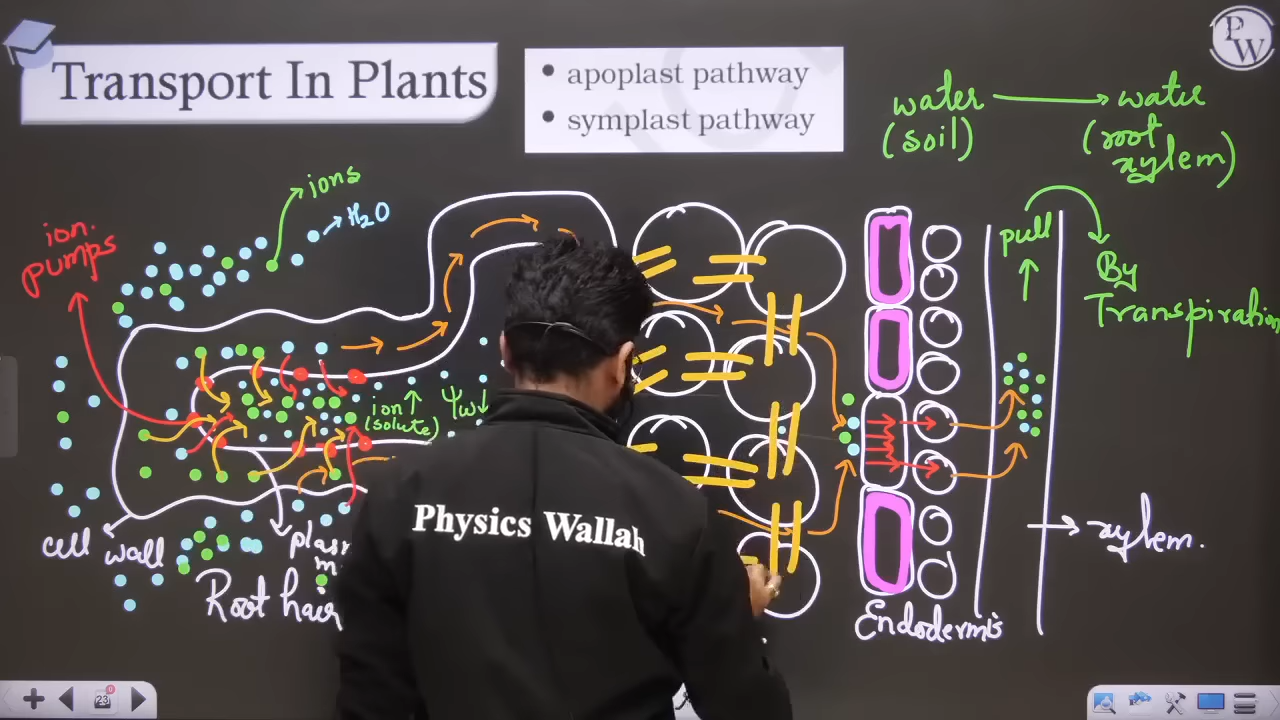 Transport In Plants
• apoplast pathway
• symplast pathway
PW
water → water
(soil) (root
xylem)
ions
H₂O
ion
pumps
pull
By
Transpiration
ion↑
(solute)
Ψw↓
cell wall
Root hair
xylem.
Endodermis
Physics Wallah
23